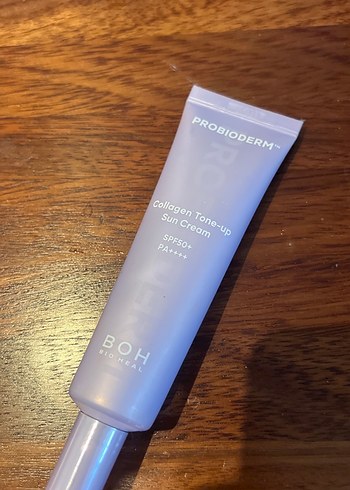 PROBIODERM™
Collagen Tone-up
Sun Cream
SPF50+
PA++++
BOH
BIO HEAL